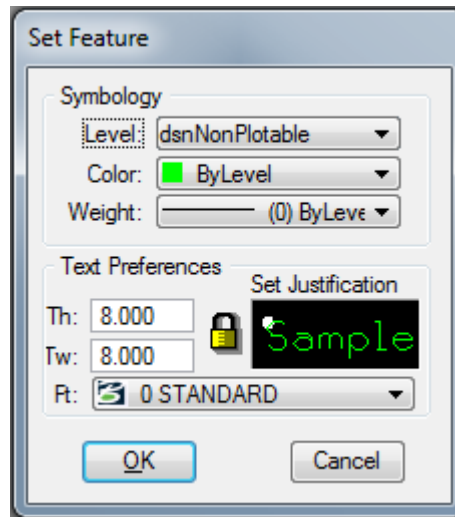 Set Feature
Symbology
Level: dsnNonPlotable
Color: ByLevel
Weight: (0) ByLeve
Text Preferences
Set Justification
Th: 8.000
Sample
Tw: 8.000
Ft: 0 STANDARD
OK Cancel